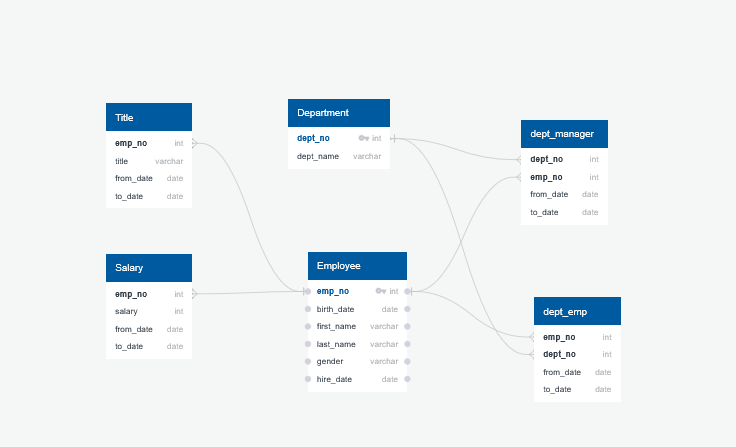 Title
emp_no int
title varchar
from_date date
to_date date
Department
dept_no int
dept_name varchar
dept_manager
dept_no int
emp_no int
from_date date
to_date date
Salary
emp_no int
salary int
from_date date
to_date date
Employee
emp_no int
birth_date date
first_name varchar
last_name varchar
gender varchar
hire_date date
dept_emp
emp_no int
dept_no int
from_date date
to_date date